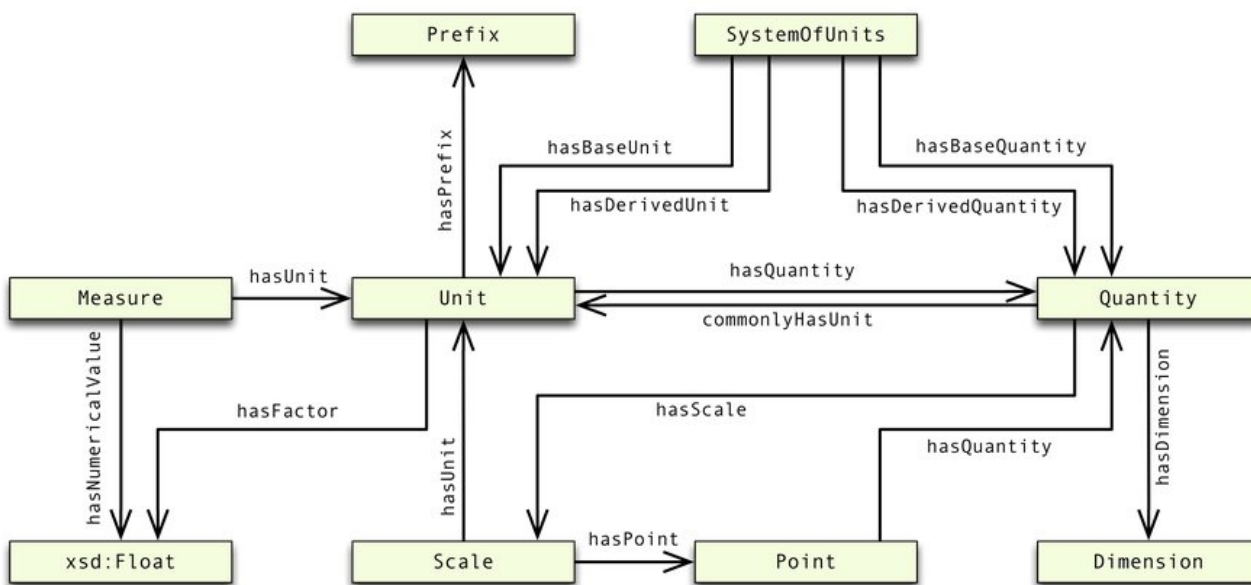 Prefix
SystemOfUnits
hasPrefix
hasBaseUnit
hasBaseQuantity
hasDerivedUnit
hasDerivedQuantity
hasUnit
hasQuantity
Measure
Unit
Quantity
commonlyHasUnit
hasNumericalValue
hasFactor
hasUnit
hasScale
hasQuantity
hasDimension
hasPoint
xsd:Float
Scale
Point
Dimension